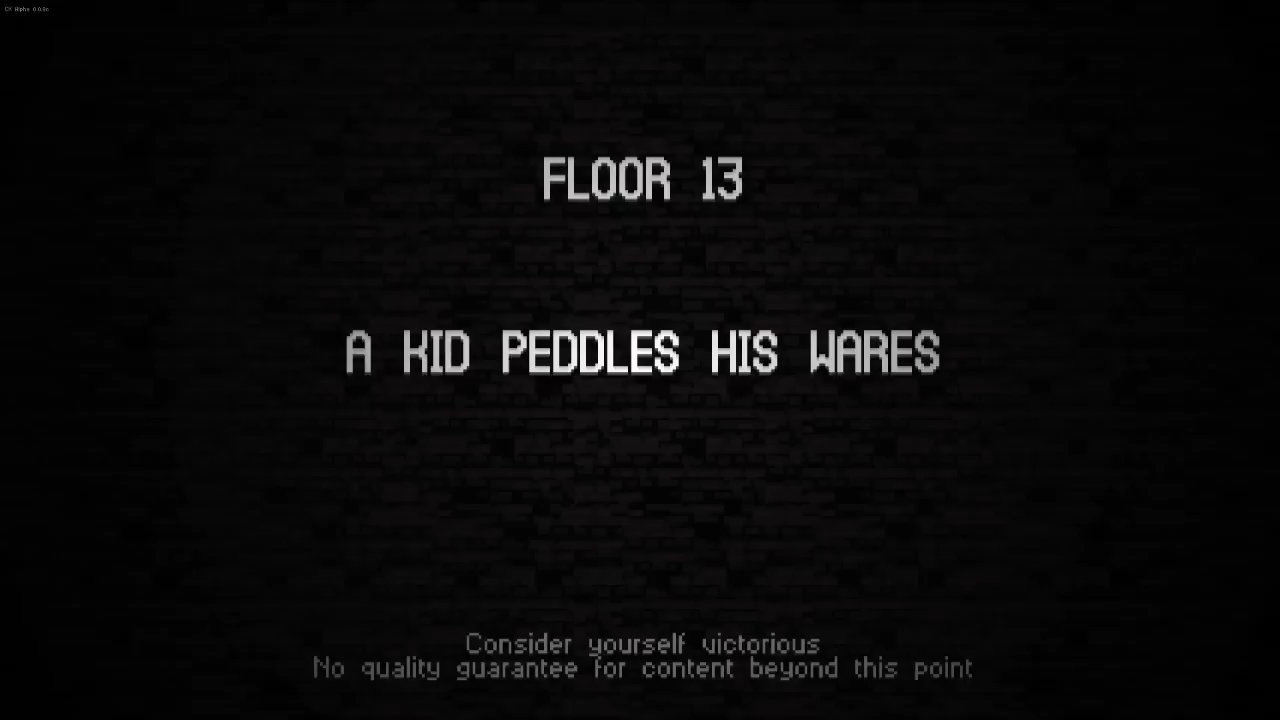 FLOOR 13
A KID PEDDLES HIS WARES
Consider yourself victorious
No quality guarantee for content beyond this point